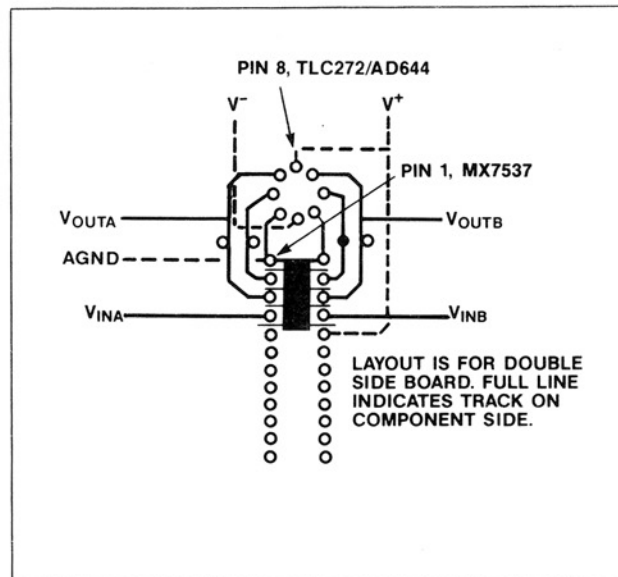 PIN 8, TLC272/AD644
V-
V+
PIN 1, MX7537
VOUTA
VOUTB
AGND
VINA
VINB
LAYOUT IS FOR DOUBLE
SIDE BOARD. FULL LINE
INDICATES TRACK ON
COMPONENT SIDE.